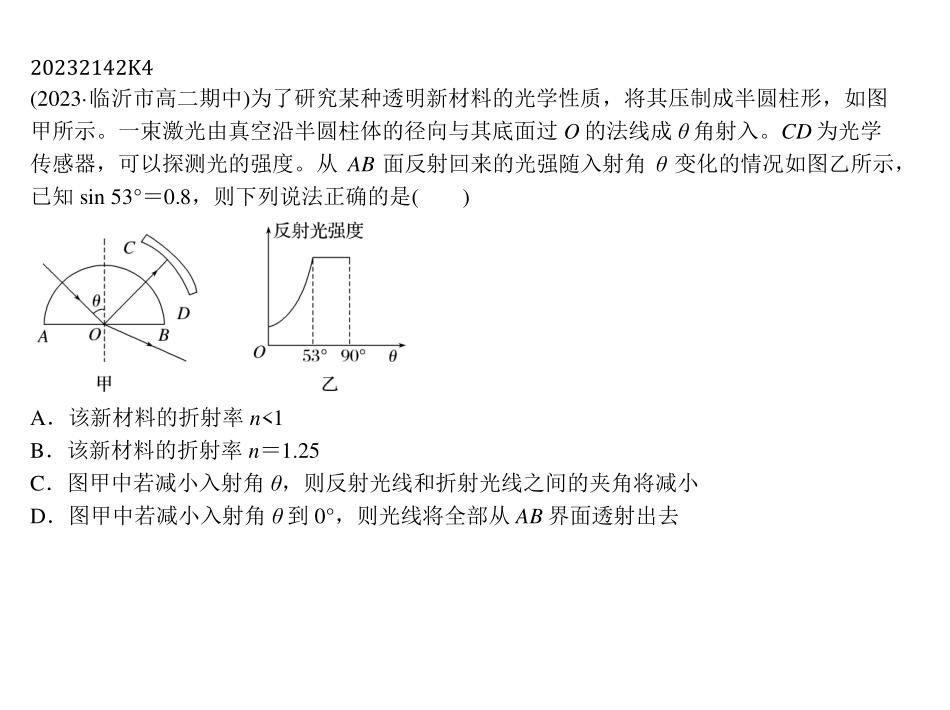 20232142K4
(2023·临沂市高二期中)为了研究某种透明新材料的光学性质，将其压制成半圆柱形，如图
甲所示。一束激光由真空沿半圆柱体的径向与其底面过 O 的法线成 θ 角射入。CD 为光学
传感器，可以探测光的强度。从 AB 面反射回来的光强随入射角 θ 变化的情况如图乙所示，
已知 sin 53°＝0.8，则下列说法正确的是(　　)
C
θ
D
A
O
B
甲
反射光强度
O
53°
90°
θ
乙
A．该新材料的折射率 n<1
B．该新材料的折射率 n＝1.25
C．图甲中若减小入射角 θ，则反射光线和折射光线之间的夹角将减小
D．图甲中若减小入射角 θ 到 0°，则光线将全部从 AB 界面透射出去